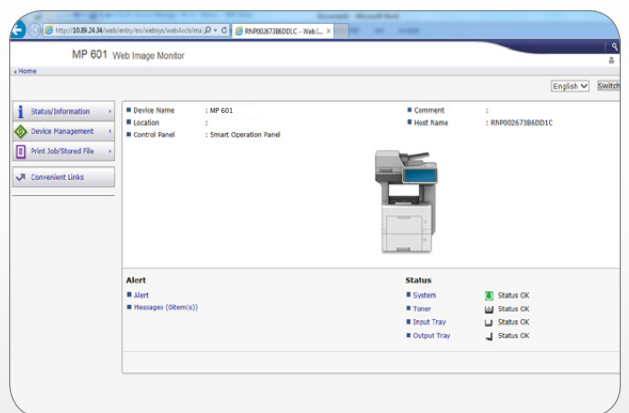 http://10.89.24.34/web/entry/en/websys/webArch/ma
RNP002673B6DD1C - Web I... ×
MP 601 Web Image Monitor
Home
English
Switch
Status/Information
Device Management
Print Job/Stored File
Convenient Links
Device Name : MP 601
Location :
Control Panel : Smart Operation Panel
Comment :
Host Name : RNP002673B6DD1C
Alert
Alert
Messages (0item(s))
Status
System Status OK
Toner Status OK
Input Tray Status OK
Output Tray Status OK